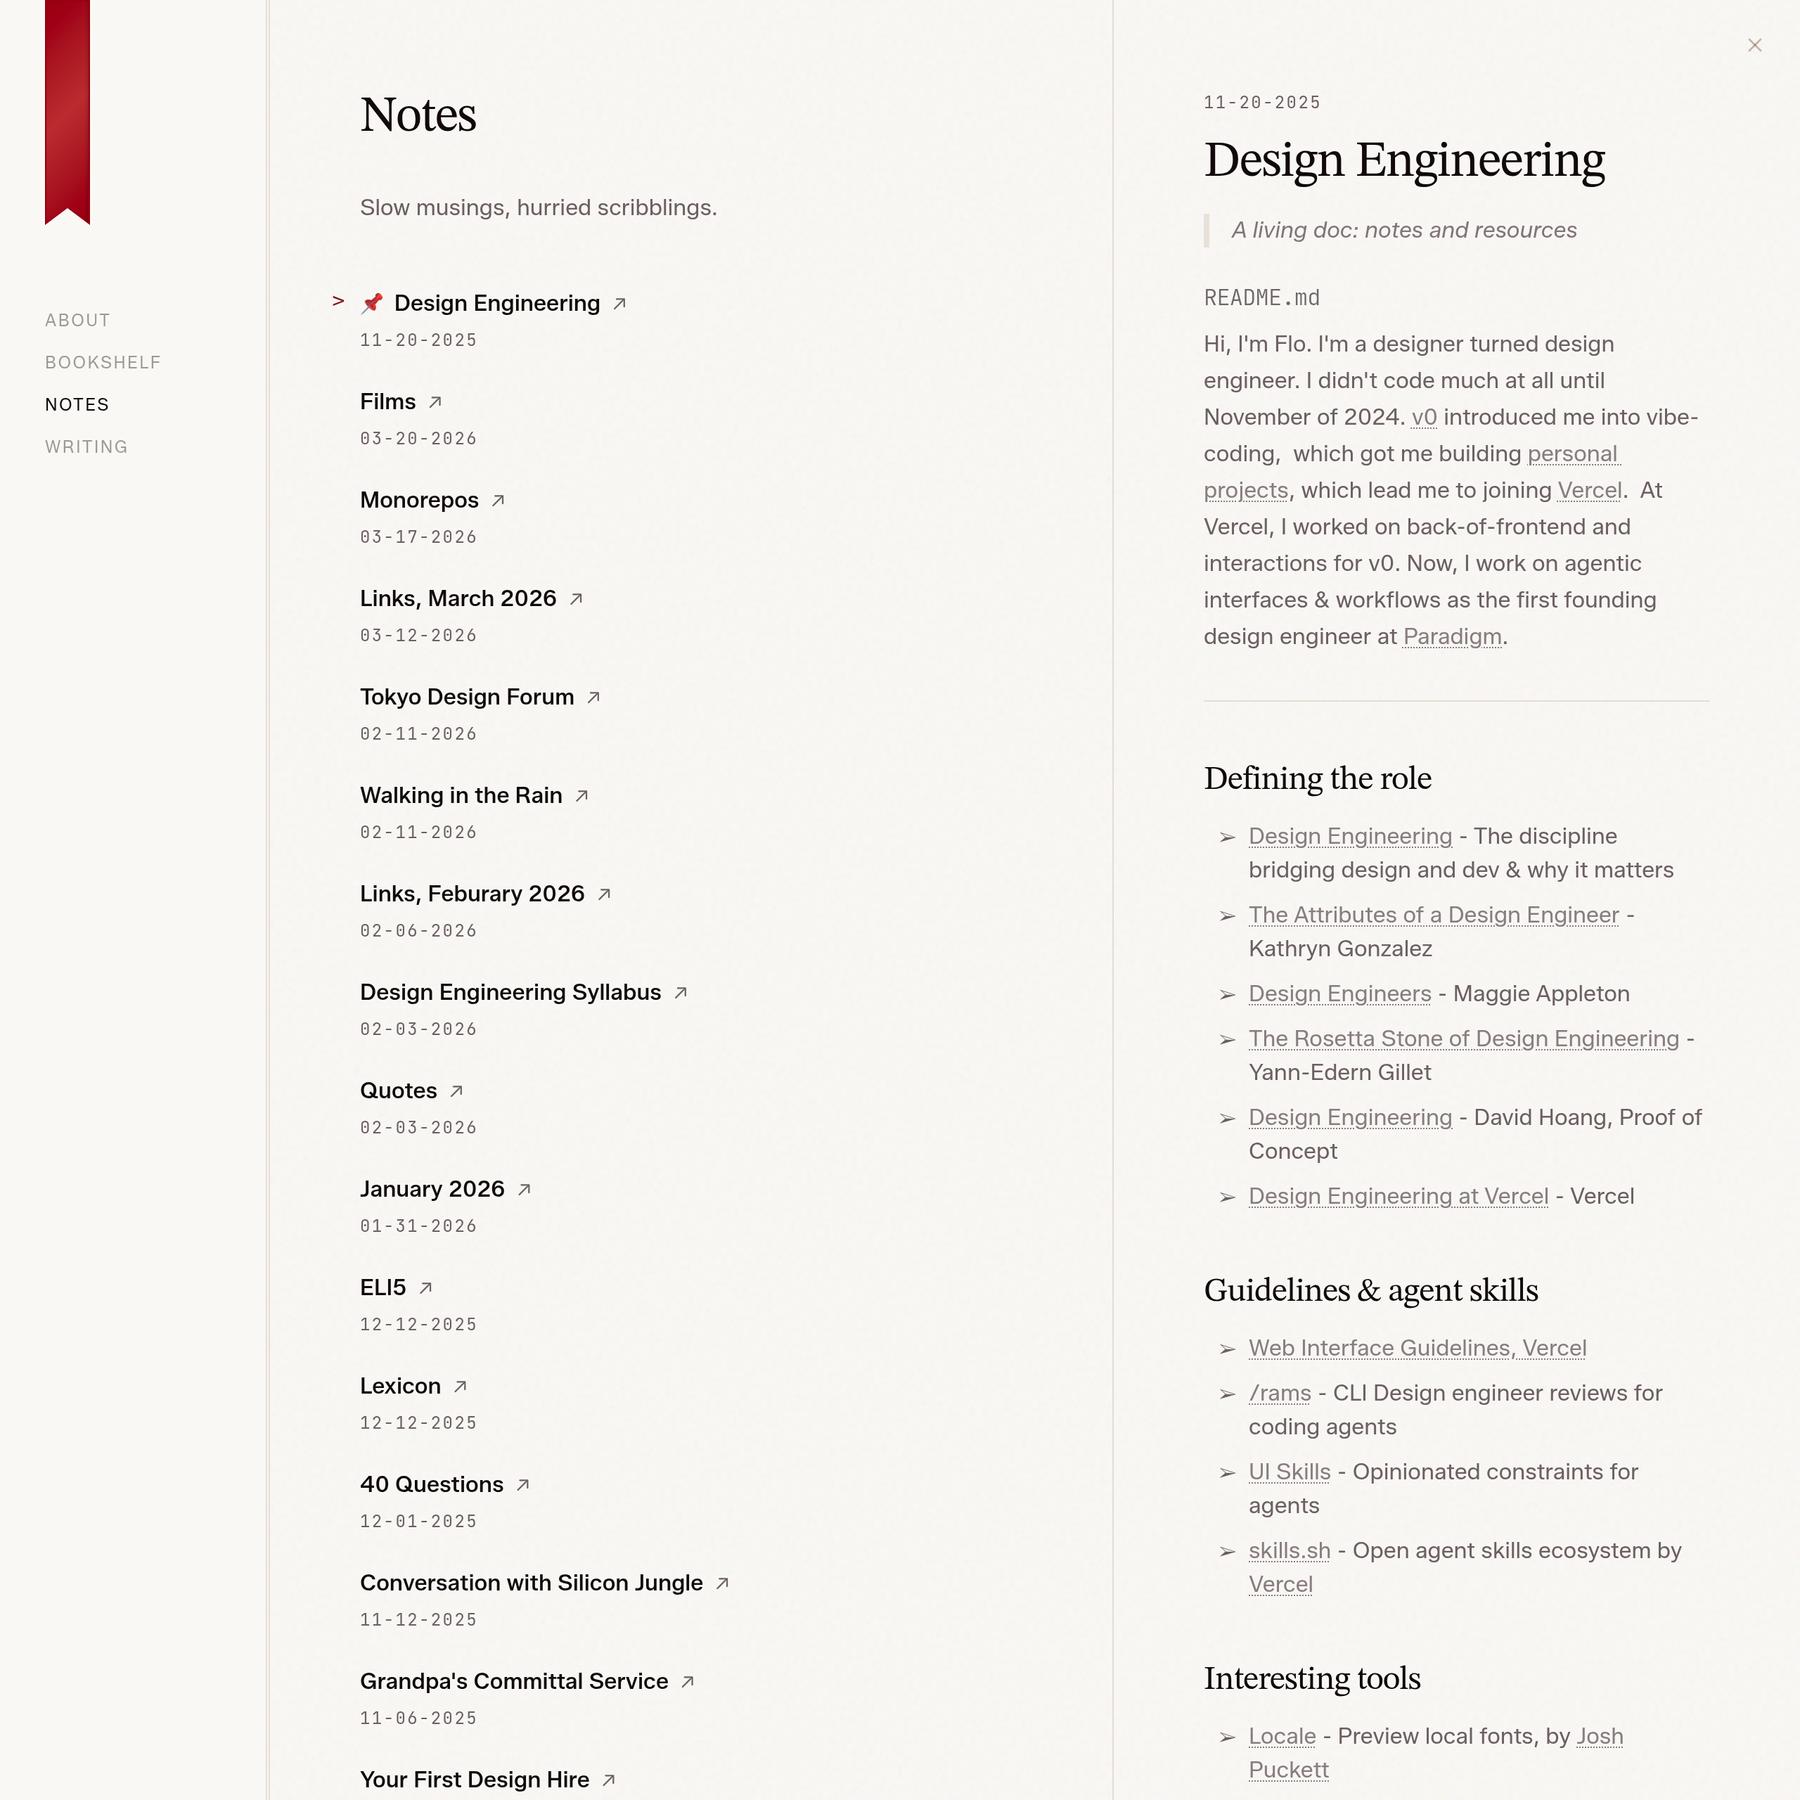 ABOUT
BOOKSHELF
NOTES
WRITING
Notes
Slow musings, hurried scribblings.
> 📌 Design Engineering ↗
11-20-2025
Films ↗
03-20-2026
Monorepos ↗
03-17-2026
Links, March 2026 ↗
03-12-2026
Tokyo Design Forum ↗
02-11-2026
Walking in the Rain ↗
02-11-2026
Links, Feburary 2026 ↗
02-06-2026
Design Engineering Syllabus ↗
02-03-2026
Quotes ↗
02-03-2026
January 2026 ↗
01-31-2026
ELI5 ↗
12-12-2025
Lexicon ↗
12-12-2025
40 Questions ↗
12-01-2025
Conversation with Silicon Jungle ↗
11-12-2025
Grandpa's Committal Service ↗
11-06-2025
Your First Design Hire ↗
×
11-20-2025
Design Engineering
A living doc: notes and resources
README.md
Hi, I'm Flo. I'm a designer turned design
engineer. I didn't code much at all until
November of 2024. v0 introduced me into vibe-
coding,  which got me building personal
projects, which lead me to joining Vercel.  At
Vercel, I worked on back-of-frontend and
interactions for v0. Now, I work on agentic
interfaces & workflows as the first founding
design engineer at Paradigm.
Defining the role
➢ Design Engineering - The discipline
bridging design and dev & why it matters
➢ The Attributes of a Design Engineer -
Kathryn Gonzalez
➢ Design Engineers - Maggie Appleton
➢ The Rosetta Stone of Design Engineering -
Yann-Edern Gillet
➢ Design Engineering - David Hoang, Proof of
Concept
➢ Design Engineering at Vercel - Vercel
Guidelines & agent skills
➢ Web Interface Guidelines, Vercel
➢ /rams - CLI Design engineer reviews for
coding agents
➢ UI Skills - Opinionated constraints for
agents
➢ skills.sh - Open agent skills ecosystem by
Vercel
Interesting tools
➢ Locale - Preview local fonts, by Josh
Puckett